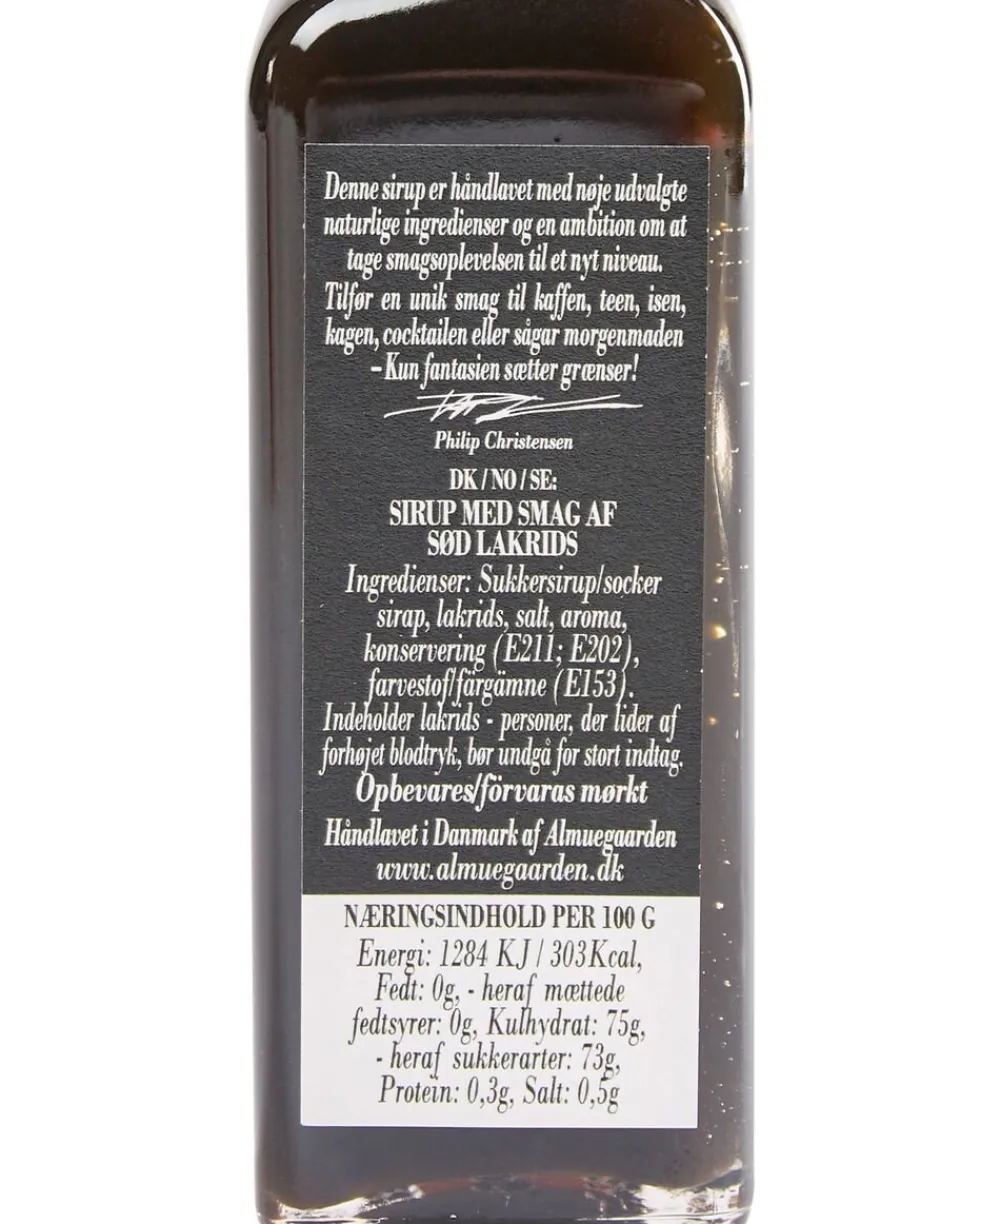 Denne sirup er håndlavet med nøje udvalgte
naturlige ingredienser og en ambition om at
tage smagsoplevelsen til et nyt niveau.
Tilfør en unik smag til kaffen, teen, isen,
kagen, cocktailen eller sågar morgenmaden
– Kun fantasien sætter grænser!
Philip Christensen
DK / NO / SE:
SIRUP MED SMAG AF
SØD LAKRIDS
Ingredienser: Sukkersirup/socker
sirap, lakrids, salt, aroma,
konservering (E211; E202),
farvestof/färgämne (E153).
Indeholder lakrids - personer, der lider af
forhøjet blodtryk, bør undgå for stort indtag.
Opbevares/förvaras mørkt
Håndlavet i Danmark af Almuegaarden
www.almuegaarden.dk
NÆRINGSINDHOLD PER 100 G
Energi: 1284 KJ / 303Kcal,
Fedt: 0g, - heraf mættede
fedtsyrer: 0g, Kulhydrat: 75g,
- heraf sukkerarter: 73g,
Protein: 0,3g, Salt: 0,5g